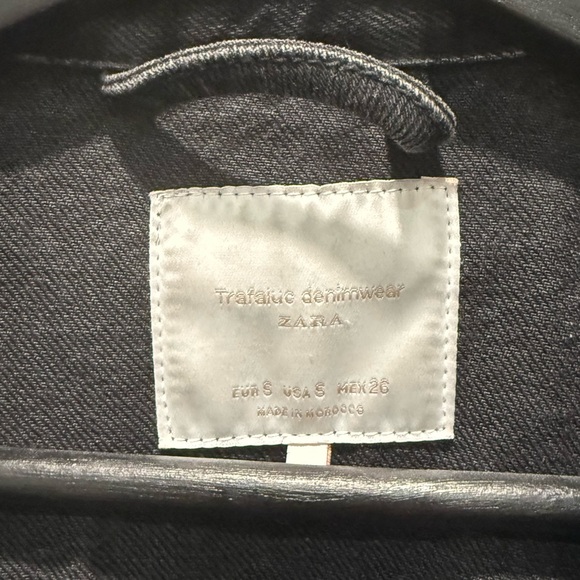 Trafaluc denimwear
ZARA
EUR S USA S MEX 26
MADE IN MOROCCO